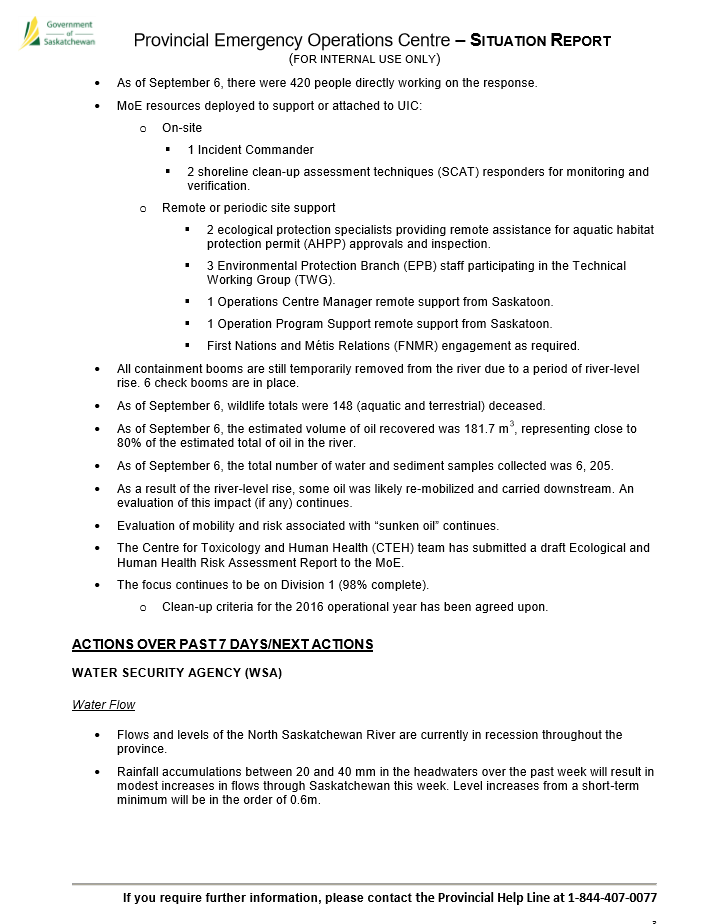 Government
of
Saskatchewan
Provincial Emergency Operations Centre – SITUATION REPORT
(FOR INTERNAL USE ONLY)
• As of September 6, there were 420 people directly working on the response.
• MoE resources deployed to support or attached to UIC:
o On-site
▪ 1 Incident Commander
▪ 2 shoreline clean-up assessment techniques (SCAT) responders for monitoring and
verification.
o Remote or periodic site support
▪ 2 ecological protection specialists providing remote assistance for aquatic habitat
protection permit (AHPP) approvals and inspection.
▪ 3 Environmental Protection Branch (EPB) staff participating in the Technical
Working Group (TWG).
▪ 1 Operations Centre Manager remote support from Saskatoon.
▪ 1 Operation Program Support remote support from Saskatoon.
▪ First Nations and Métis Relations (FNMR) engagement as required.
• All containment booms are still temporarily removed from the river due to a period of river-level
rise. 6 check booms are in place.
• As of September 6, wildlife totals were 148 (aquatic and terrestrial) deceased.
• As of September 6, the estimated volume of oil recovered was 181.7 m³, representing close to
80% of the estimated total of oil in the river.
• As of September 6, the total number of water and sediment samples collected was 6, 205.
• As a result of the river-level rise, some oil was likely re-mobilized and carried downstream. An
evaluation of this impact (if any) continues.
• Evaluation of mobility and risk associated with “sunken oil” continues.
• The Centre for Toxicology and Human Health (CTEH) team has submitted a draft Ecological and
Human Health Risk Assessment Report to the MoE.
• The focus continues to be on Division 1 (98% complete).
o Clean-up criteria for the 2016 operational year has been agreed upon.
ACTIONS OVER PAST 7 DAYS/NEXT ACTIONS
WATER SECURITY AGENCY (WSA)
Water Flow
• Flows and levels of the North Saskatchewan River are currently in recession throughout the
province.
• Rainfall accumulations between 20 and 40 mm in the headwaters over the past week will result in
modest increases in flows through Saskatchewan this week. Level increases from a short-term
minimum will be in the order of 0.6m.
If you require further information, please contact the Provincial Help Line at 1-844-407-0077